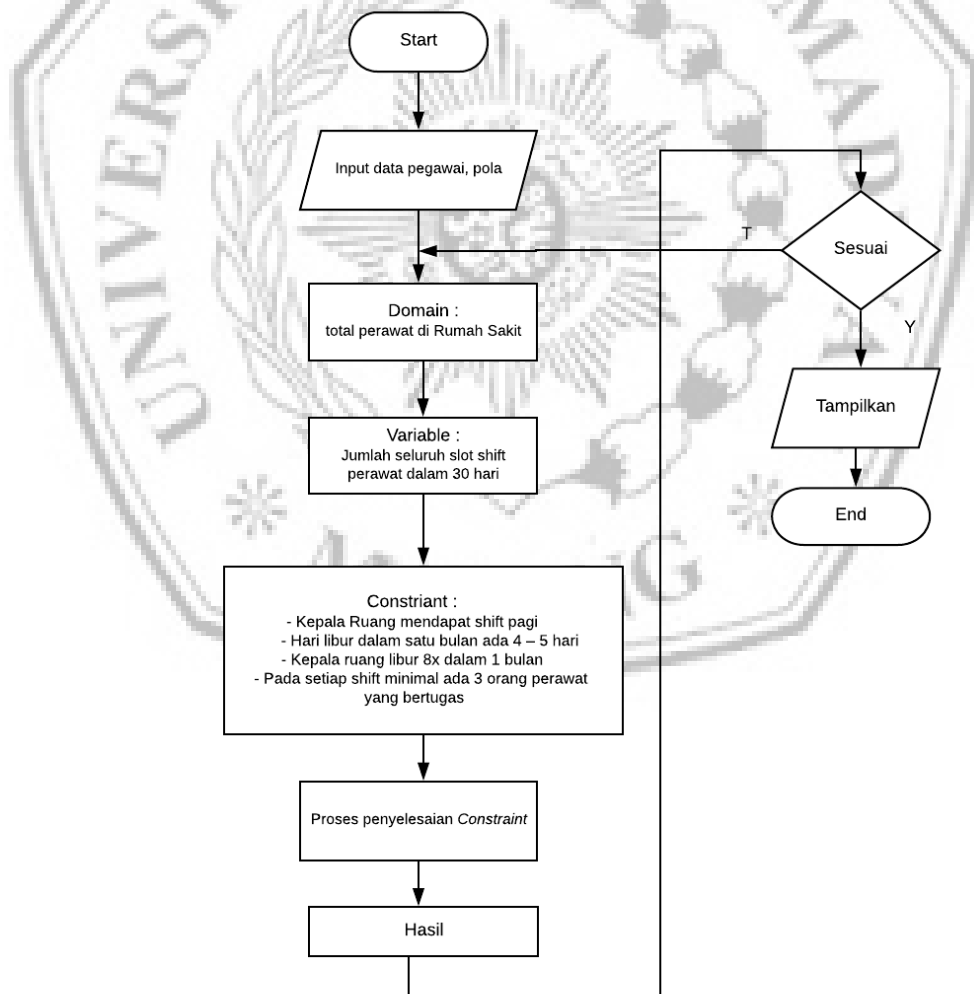 Start
Input data pegawai, pola
Domain :
total perawat di Rumah Sakit
Variable :
Jumlah seluruh slot shift
perawat dalam 30 hari
Constriant :
- Kepala Ruang mendapat shift pagi
- Hari libur dalam satu bulan ada 4 – 5 hari
- Kepala ruang libur 8x dalam 1 bulan
- Pada setiap shift minimal ada 3 orang perawat
yang bertugas
Proses penyelesaian Constraint
Hasil
Sesuai
T
Y
Tampilkan
End